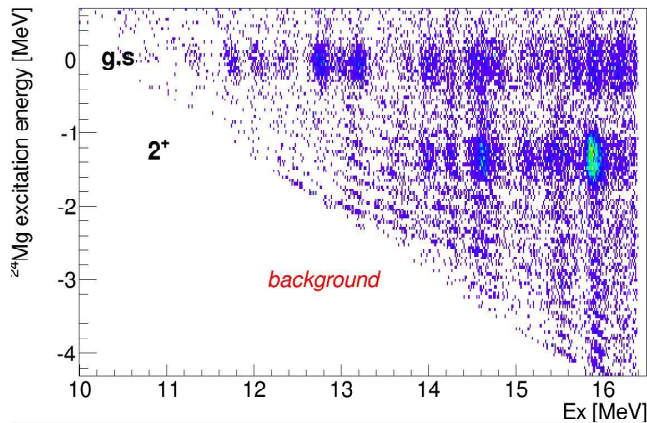 ²⁴Mg excitation energy [MeV]
0
-1
-2
-3
-4
g.s
2⁺
background
10 11 12 13 14 15 16
Ex [MeV]